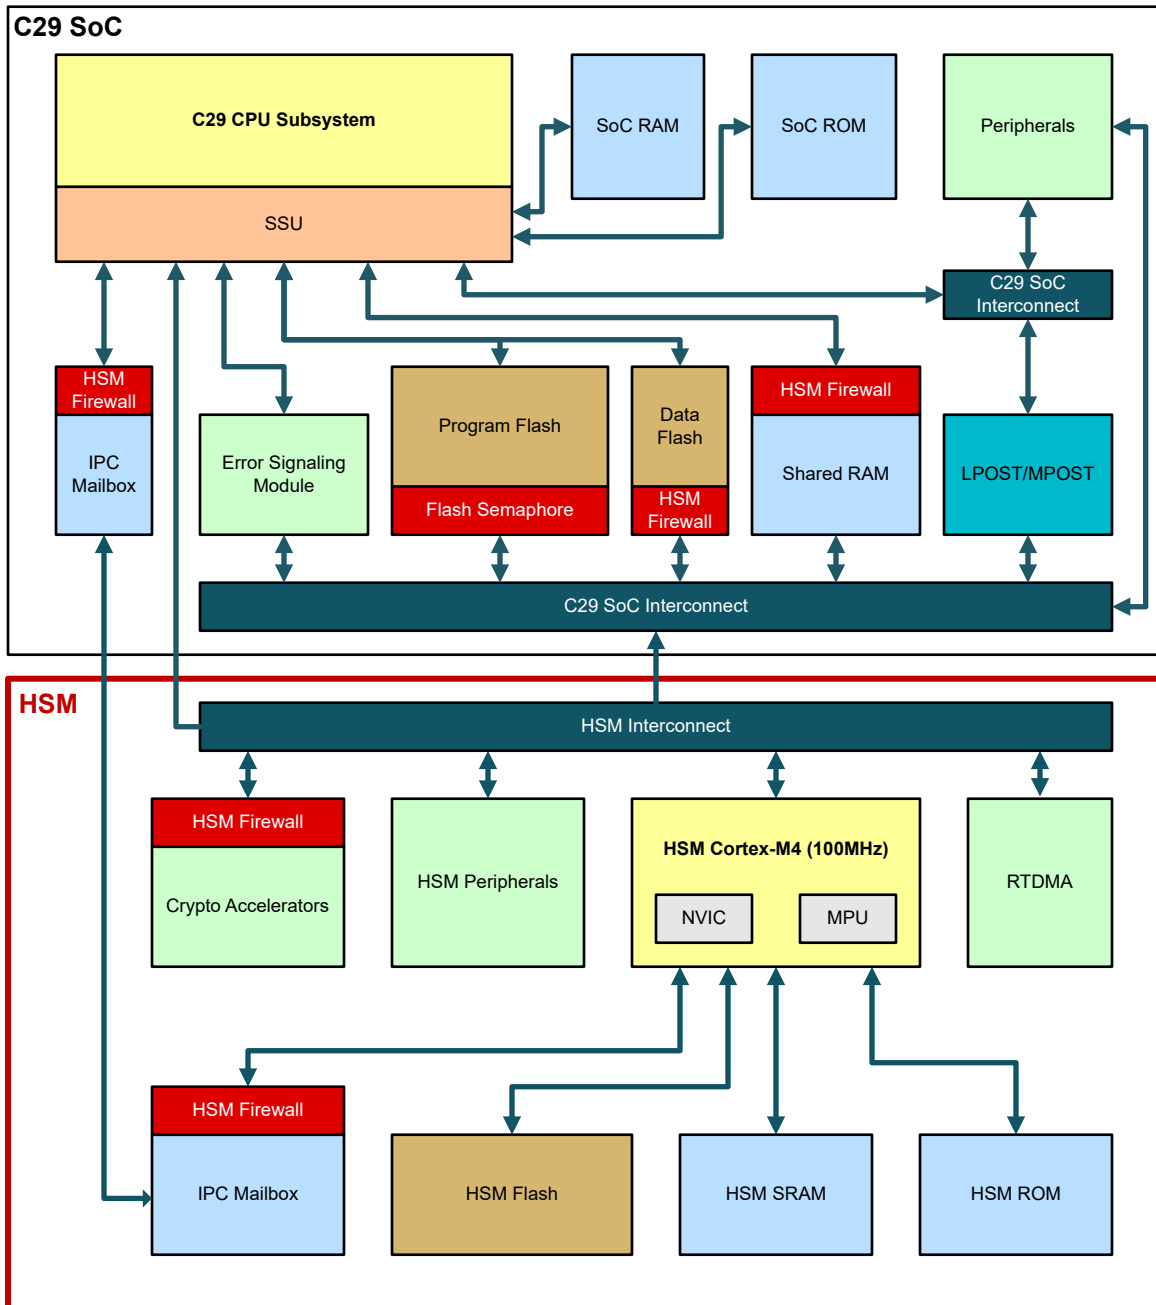 C29 SoC
C29 CPU Subsystem
SSU
SoC RAM
SoC ROM
Peripherals
C29 SoC
Interconnect
HSM
Firewall
IPC
Mailbox
Error Signaling
Module
Program Flash
Flash Semaphore
Data
Flash
HSM
Firewall
HSM Firewall
Shared RAM
LPOST/MPOST
C29 SoC Interconnect
HSM
HSM Interconnect
HSM Firewall
Crypto Accelerators
HSM Peripherals
HSM Cortex-M4 (100MHz)
NVIC
MPU
RTDMA
HSM Firewall
IPC Mailbox
HSM Flash
HSM SRAM
HSM ROM